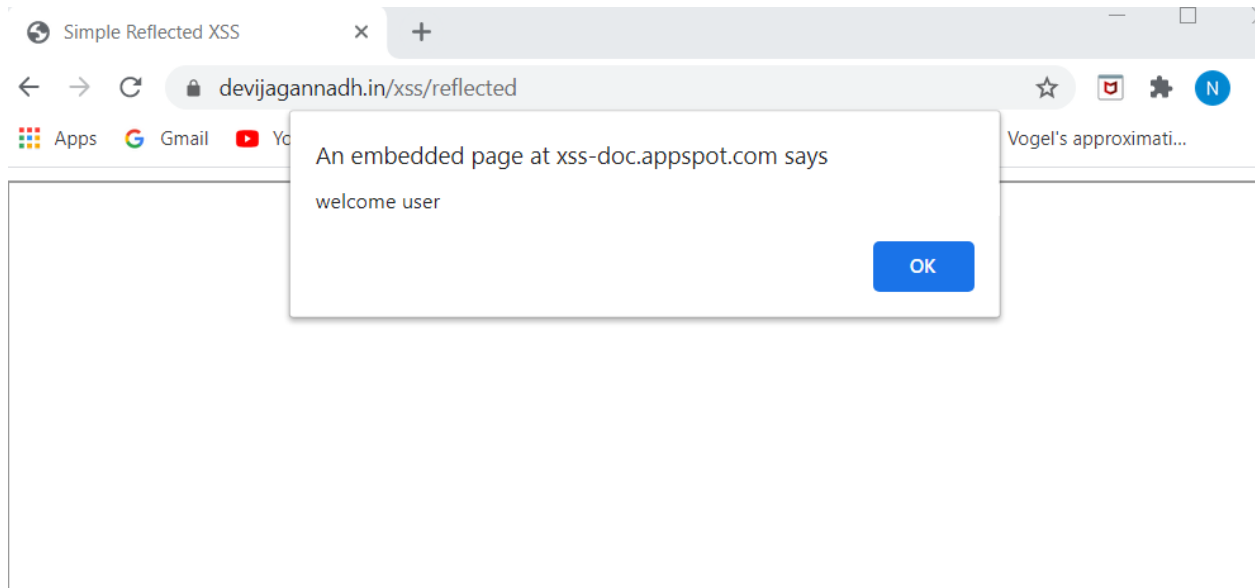 Simple Reflected XSS
devijagannadh.in/xss/reflected
N
Apps Gmail Vogel's approximati...
An embedded page at xss-doc.appspot.com says
welcome user
OK